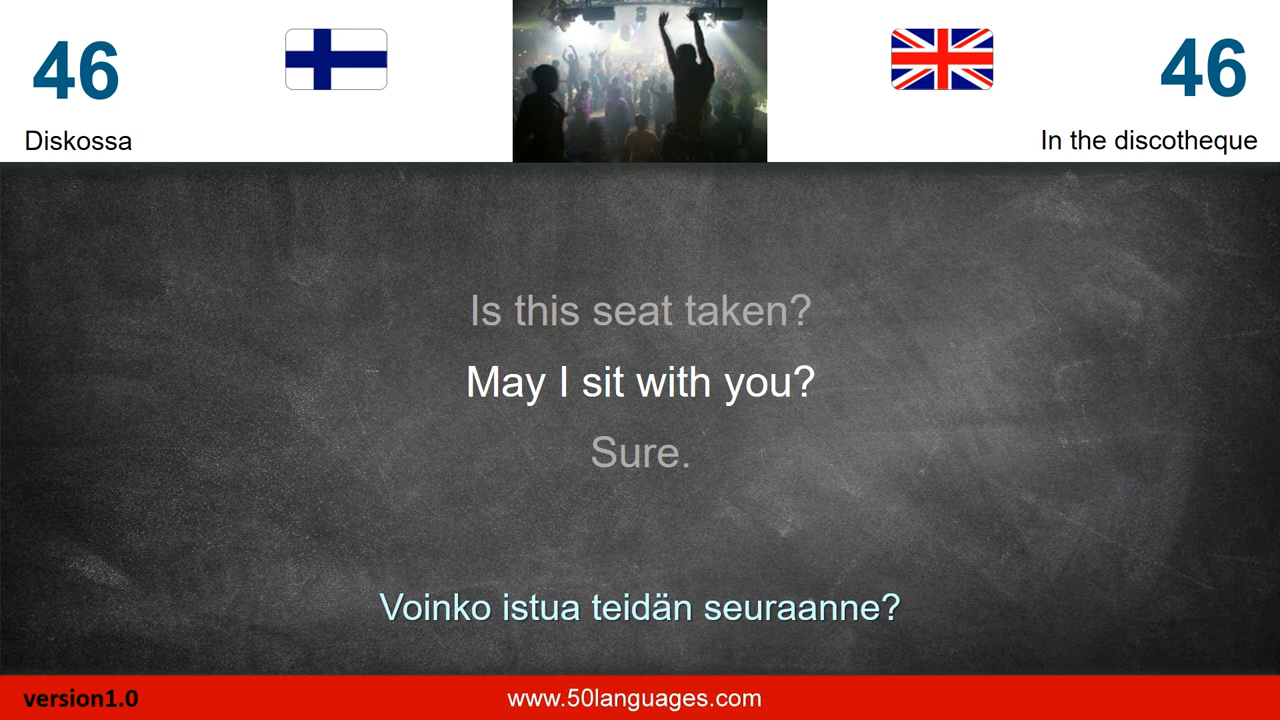 46
46
Diskossa
In the discotheque
Is this seat taken?
May I sit with you?
Sure.
Voinko istua teidän seuraanne?
version1.0
www.50languages.com